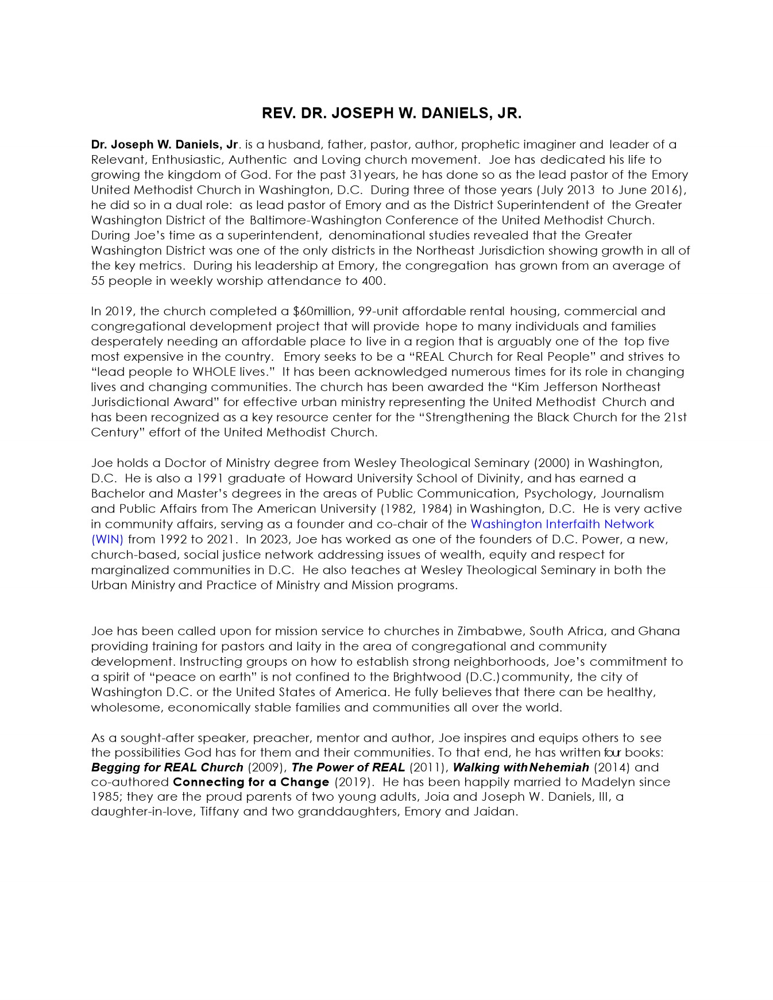 REV. DR. JOSEPH W. DANIELS, JR.
Dr. Joseph W. Daniels, Jr. is a husband, father, pastor, author, prophetic imaginer and leader of a
Relevant, Enthusiastic, Authentic and Loving church movement. Joe has dedicated his life to
growing the kingdom of God. For the past 31years, he has done so as the lead pastor of the Emory
United Methodist Church in Washington, D.C. During three of those years (July 2013 to June 2016),
he did so in a dual role: as lead pastor of Emory and as the District Superintendent of the Greater
Washington District of the Baltimore-Washington Conference of the United Methodist Church.
During Joe’s time as a superintendent, denominational studies revealed that the Greater
Washington District was one of the only districts in the Northeast Jurisdiction showing growth in all of
the key metrics. During his leadership at Emory, the congregation has grown from an average of
55 people in weekly worship attendance to 400.
In 2019, the church completed a $60million, 99-unit affordable rental housing, commercial and
congregational development project that will provide hope to many individuals and families
desperately needing an affordable place to live in a region that is arguably one of the top five
most expensive in the country. Emory seeks to be a “REAL Church for Real People” and strives to
“lead people to WHOLE lives.” It has been acknowledged numerous times for its role in changing
lives and changing communities. The church has been awarded the “Kim Jefferson Northeast
Jurisdictional Award” for effective urban ministry representing the United Methodist Church and
has been recognized as a key resource center for the “Strengthening the Black Church for the 21st
Century” effort of the United Methodist Church.
Joe holds a Doctor of Ministry degree from Wesley Theological Seminary (2000) in Washington,
D.C. He is also a 1991 graduate of Howard University School of Divinity, and has earned a
Bachelor and Master’s degrees in the areas of Public Communication, Psychology, Journalism
and Public Affairs from The American University (1982, 1984) in Washington, D.C. He is very active
in community affairs, serving as a founder and co-chair of the Washington Interfaith Network
(WIN) from 1992 to 2021. In 2023, Joe has worked as one of the founders of D.C. Power, a new,
church-based, social justice network addressing issues of wealth, equity and respect for
marginalized communities in D.C. He also teaches at Wesley Theological Seminary in both the
Urban Ministry and Practice of Ministry and Mission programs.
Joe has been called upon for mission service to churches in Zimbabwe, South Africa, and Ghana
providing training for pastors and laity in the area of congregational and community
development. Instructing groups on how to establish strong neighborhoods, Joe’s commitment to
a spirit of “peace on earth” is not confined to the Brightwood (D.C.) community, the city of
Washington D.C. or the United States of America. He fully believes that there can be healthy,
wholesome, economically stable families and communities all over the world.
As a sought-after speaker, preacher, mentor and author, Joe inspires and equips others to see
the possibilities God has for them and their communities. To that end, he has written four books:
Begging for REAL Church (2009), The Power of REAL (2011), Walking with Nehemiah (2014) and
co-authored Connecting for a Change (2019). He has been happily married to Madelyn since
1985; they are the proud parents of two young adults, Joia and Joseph W. Daniels, III, a
daughter-in-love, Tiffany and two granddaughters, Emory and Jaidan.